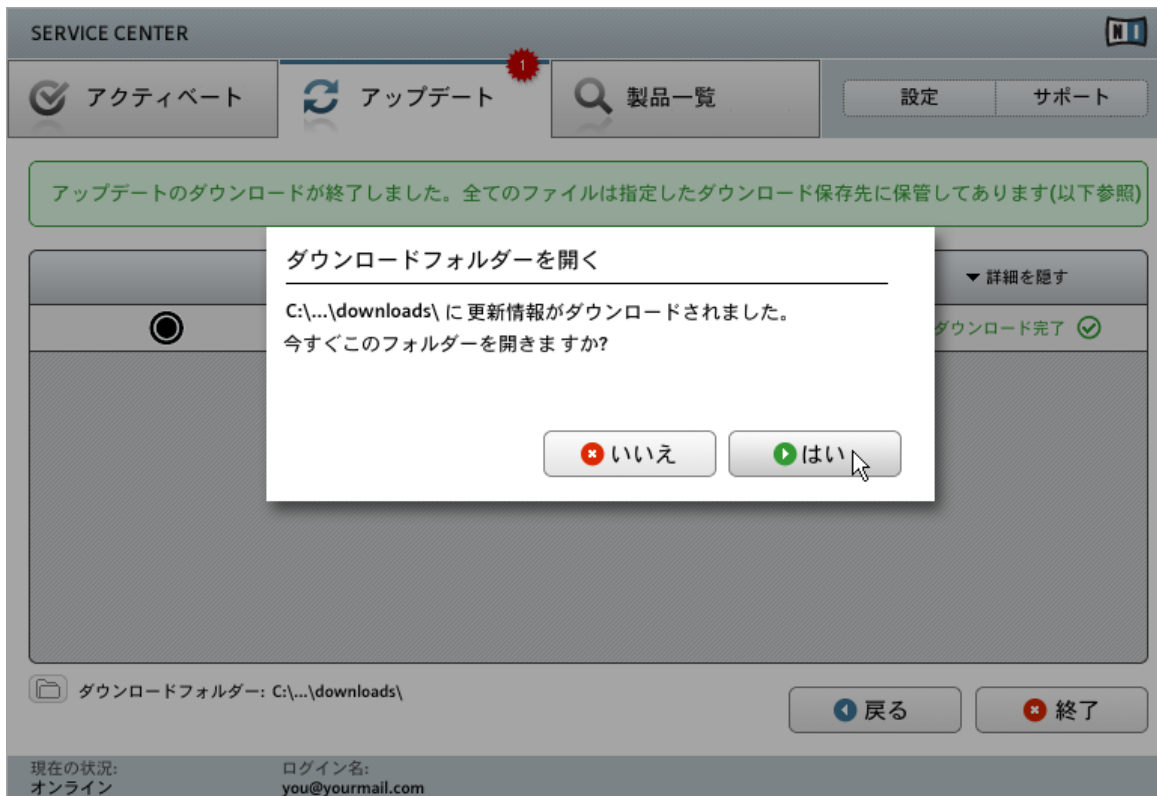 SERVICE CENTER
NI
アクティベート
アップデート
1
製品一覧
設定
サポート
アップデートのダウンロードが終了しました。全てのファイルは指定したダウンロード保存先に保管してあります(以下参照)
▼詳細を隠す
ダウンロード完了
ダウンロードフォルダーを開く
C:\...\downloads\ に更新情報がダウンロードされました。
今すぐこのフォルダーを開きますか?
いいえ
はい
ダウンロードフォルダー: C:\...\downloads\
戻る
終了
現在の状況:
オンライン
ログイン名:
you@yourmail.com